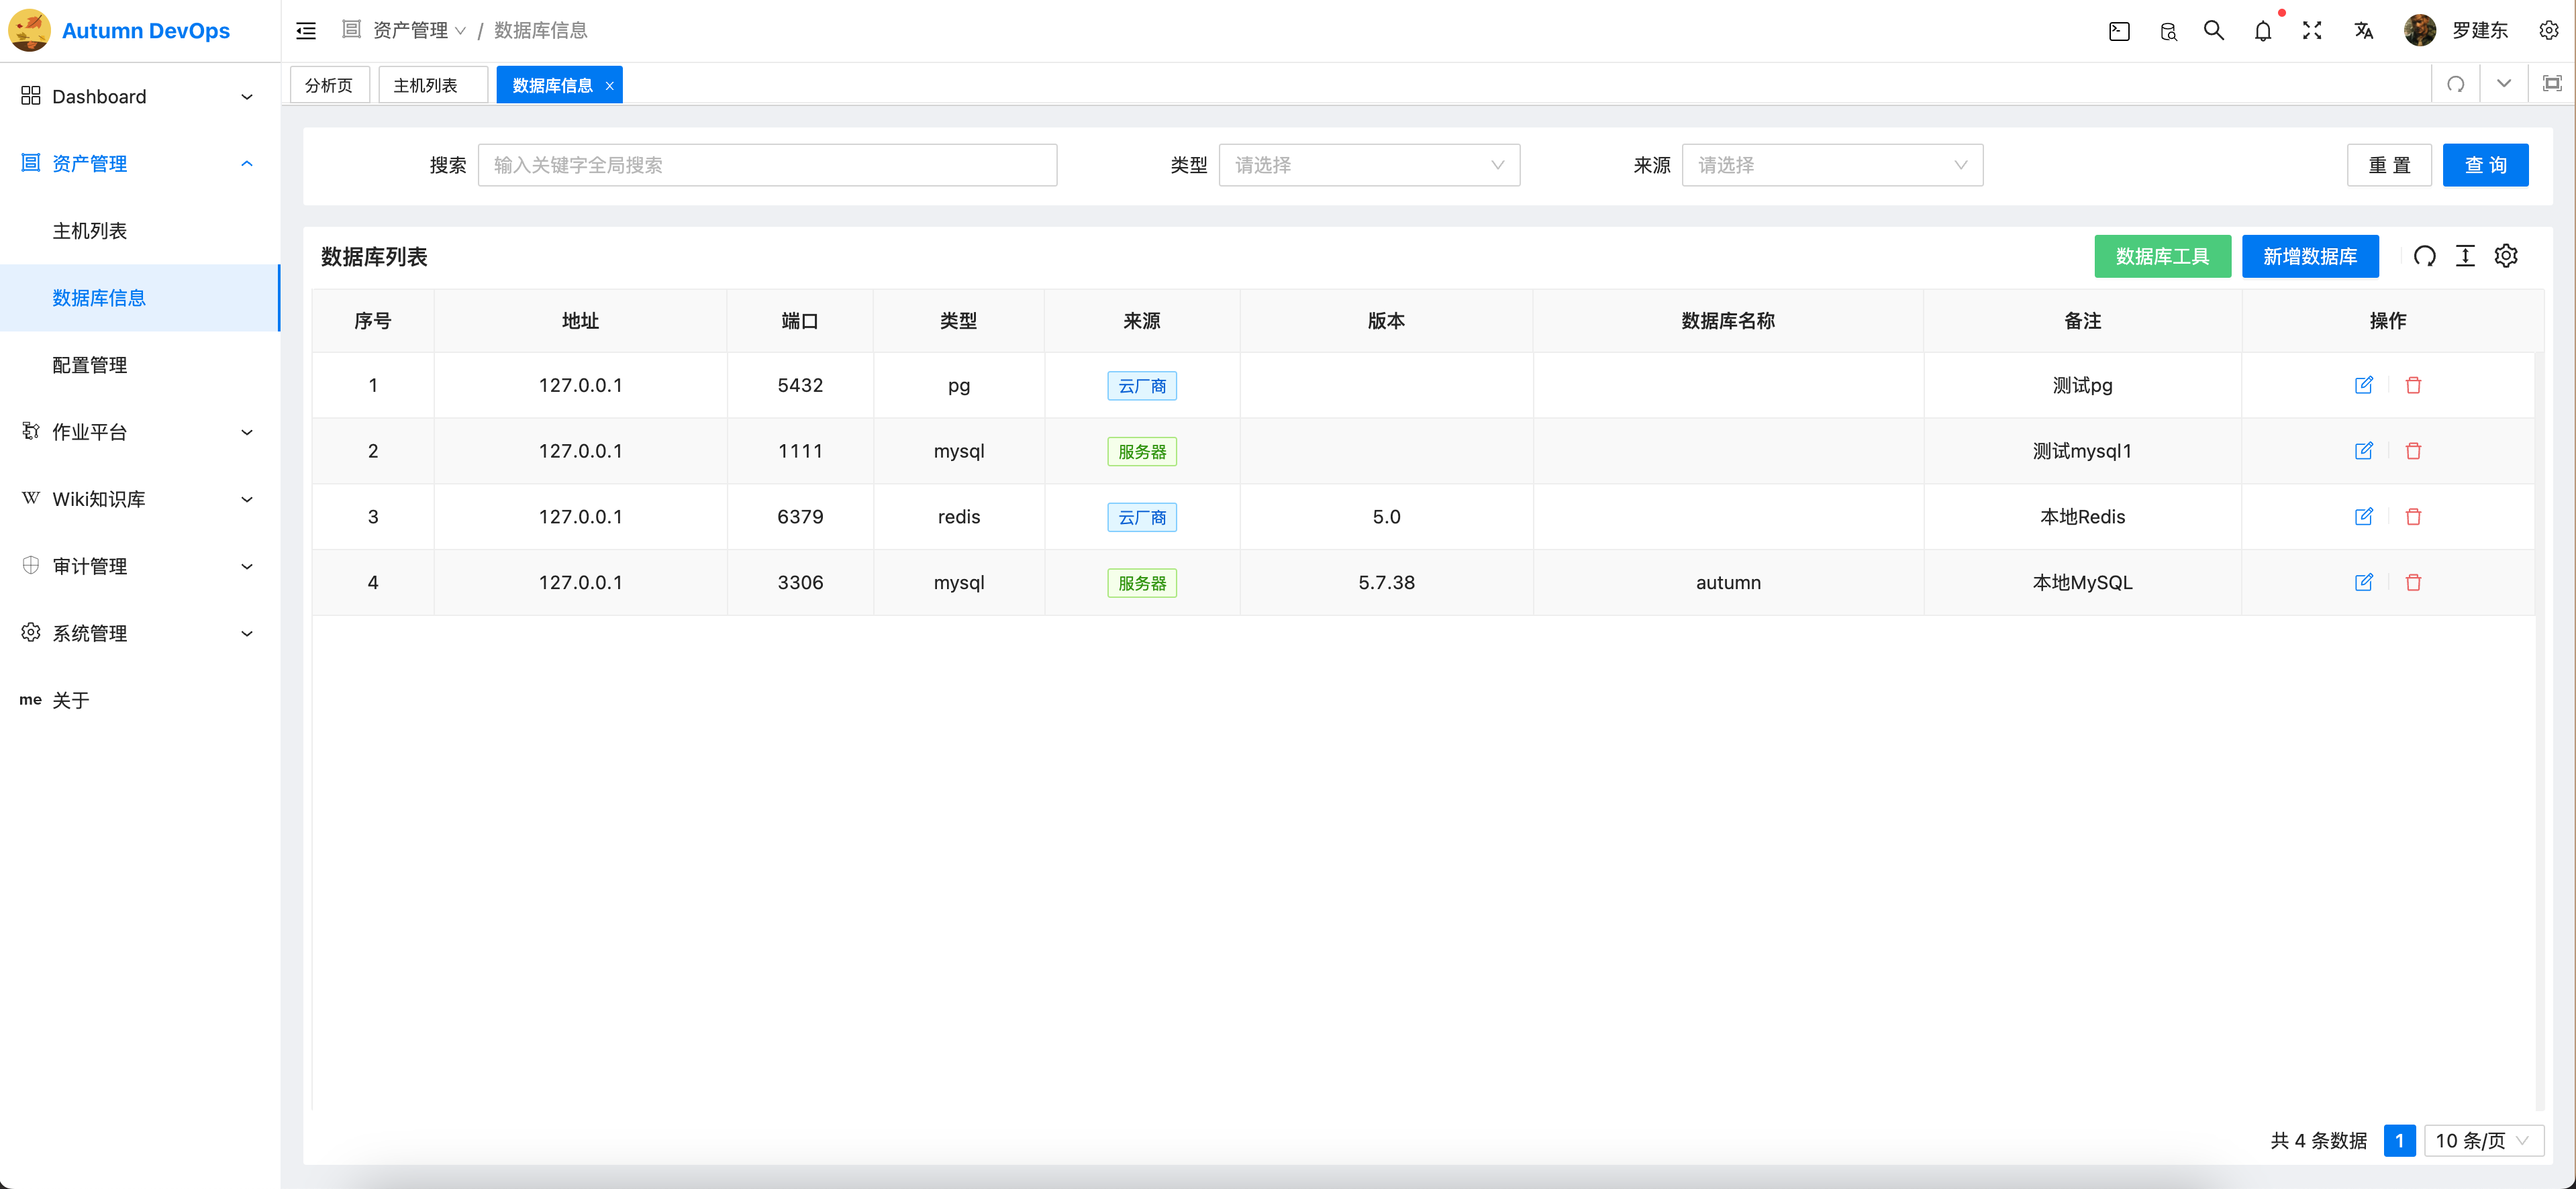 Autumn DevOps
资产管理 / 数据库信息
罗建东
分析页 主机列表 数据库信息
Dashboard
资产管理
主机列表
数据库信息
配置管理
作业平台
Wiki知识库
审计管理
系统管理
me 关于
搜索 输入关键字全局搜索 类型 请选择 来源 请选择 重置 查询
数据库列表 数据库工具 新增数据库
序号 地址 端口 类型 来源 版本 数据库名称 备注 操作
1 127.0.0.1 5432 pg 云厂商 测试pg
2 127.0.0.1 1111 mysql 服务器 测试mysql1
3 127.0.0.1 6379 redis 云厂商 5.0 本地Redis
4 127.0.0.1 3306 mysql 服务器 5.7.38 autumn 本地MySQL
共 4 条数据 1 10 条/页